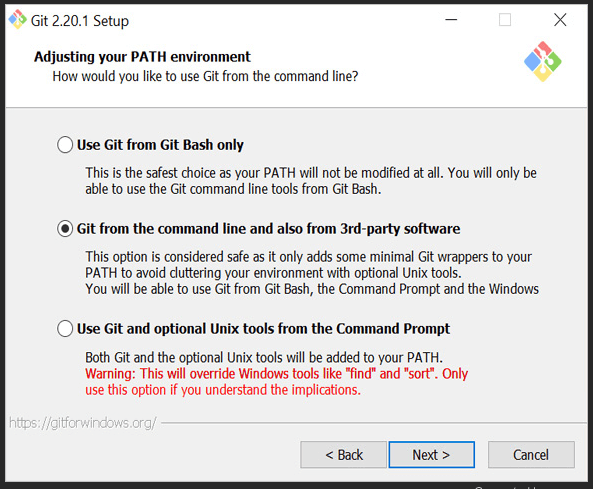 Git 2.20.1 Setup
Adjusting your PATH environment
How would you like to use Git from the command line?
Use Git from Git Bash only
This is the safest choice as your PATH will not be modified at all. You will only be
able to use the Git command line tools from Git Bash.
Git from the command line and also from 3rd-party software
This option is considered safe as it only adds some minimal Git wrappers to your
PATH to avoid cluttering your environment with optional Unix tools.
You will be able to use Git from Git Bash, the Command Prompt and the Windows
Use Git and optional Unix tools from the Command Prompt
Both Git and the optional Unix tools will be added to your PATH.
Warning: This will override Windows tools like "find" and "sort". Only
use this option if you understand the implications.
https://gitforwindows.org/
< Back Next > Cancel